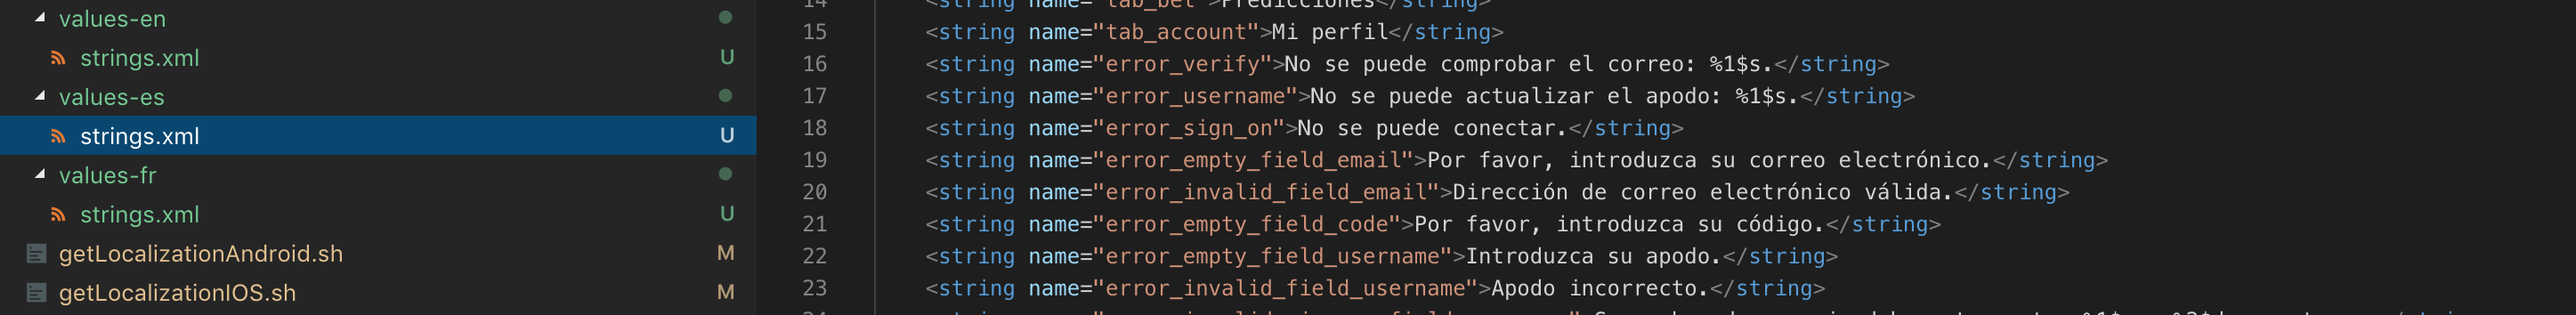 values-en
strings.xml U
values-es
strings.xml U
values-fr
strings.xml U
getLocalizationAndroid.sh M
getLocalizationIOS.sh M
14 <string name="tab_bet">Predicciones</string>
15 <string name="tab_account">Mi perfil</string>
16 <string name="error_verify">No se puede comprobar el correo: %1$s.</string>
17 <string name="error_username">No se puede actualizar el apodo: %1$s.</string>
18 <string name="error_sign_on">No se puede conectar.</string>
19 <string name="error_empty_field_email">Por favor, introduzca su correo electrónico.</string>
20 <string name="error_invalid_field_email">Dirección de correo electrónico válida.</string>
21 <string name="error_empty_field_code">Por favor, introduzca su código.</string>
22 <string name="error_empty_field_username">Introduzca su apodo.</string>
23 <string name="error_invalid_field_username">Apodo incorrecto.</string>